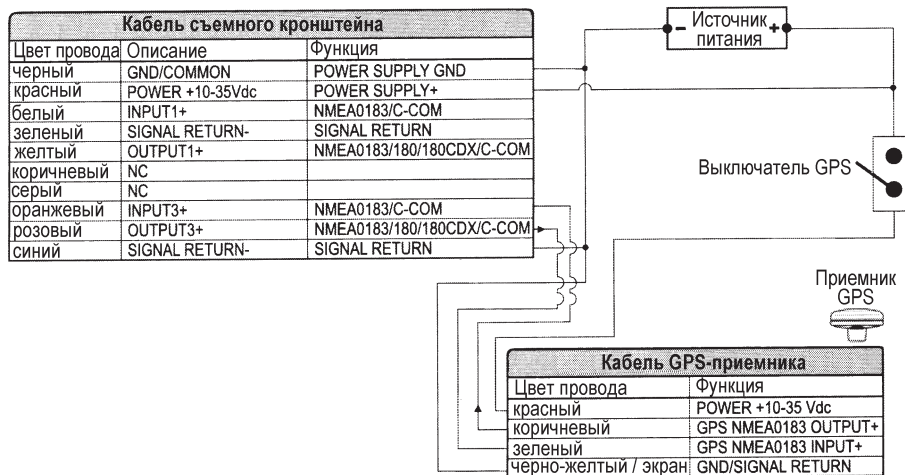 Кабель съемного кронштейна
Цвет провода Описание Функция
черный GND/COMMON POWER SUPPLY GND
красный POWER +10-35Vdc POWER SUPPLY+
белый INPUT1+ NMEA0183/C-COM
зеленый SIGNAL RETURN- SIGNAL RETURN
желтый OUTPUT1+ NMEA0183/180/180CDX/C-COM
коричневый NC
серый NC
оранжевый INPUT3+ NMEA0183/C-COM
розовый OUTPUT3+ NMEA0183/180/180CDX/C-COM
синий SIGNAL RETURN- SIGNAL RETURN
- Источник +
питания
Выключатель GPS
Приемник
GPS
Кабель GPS-приемника
Цвет провода Функция
красный POWER +10-35 Vdc
коричневый GPS NMEA0183 OUTPUT+
зеленый GPS NMEA0183 INPUT+
черно-желтый / экран GND/SIGNAL RETURN